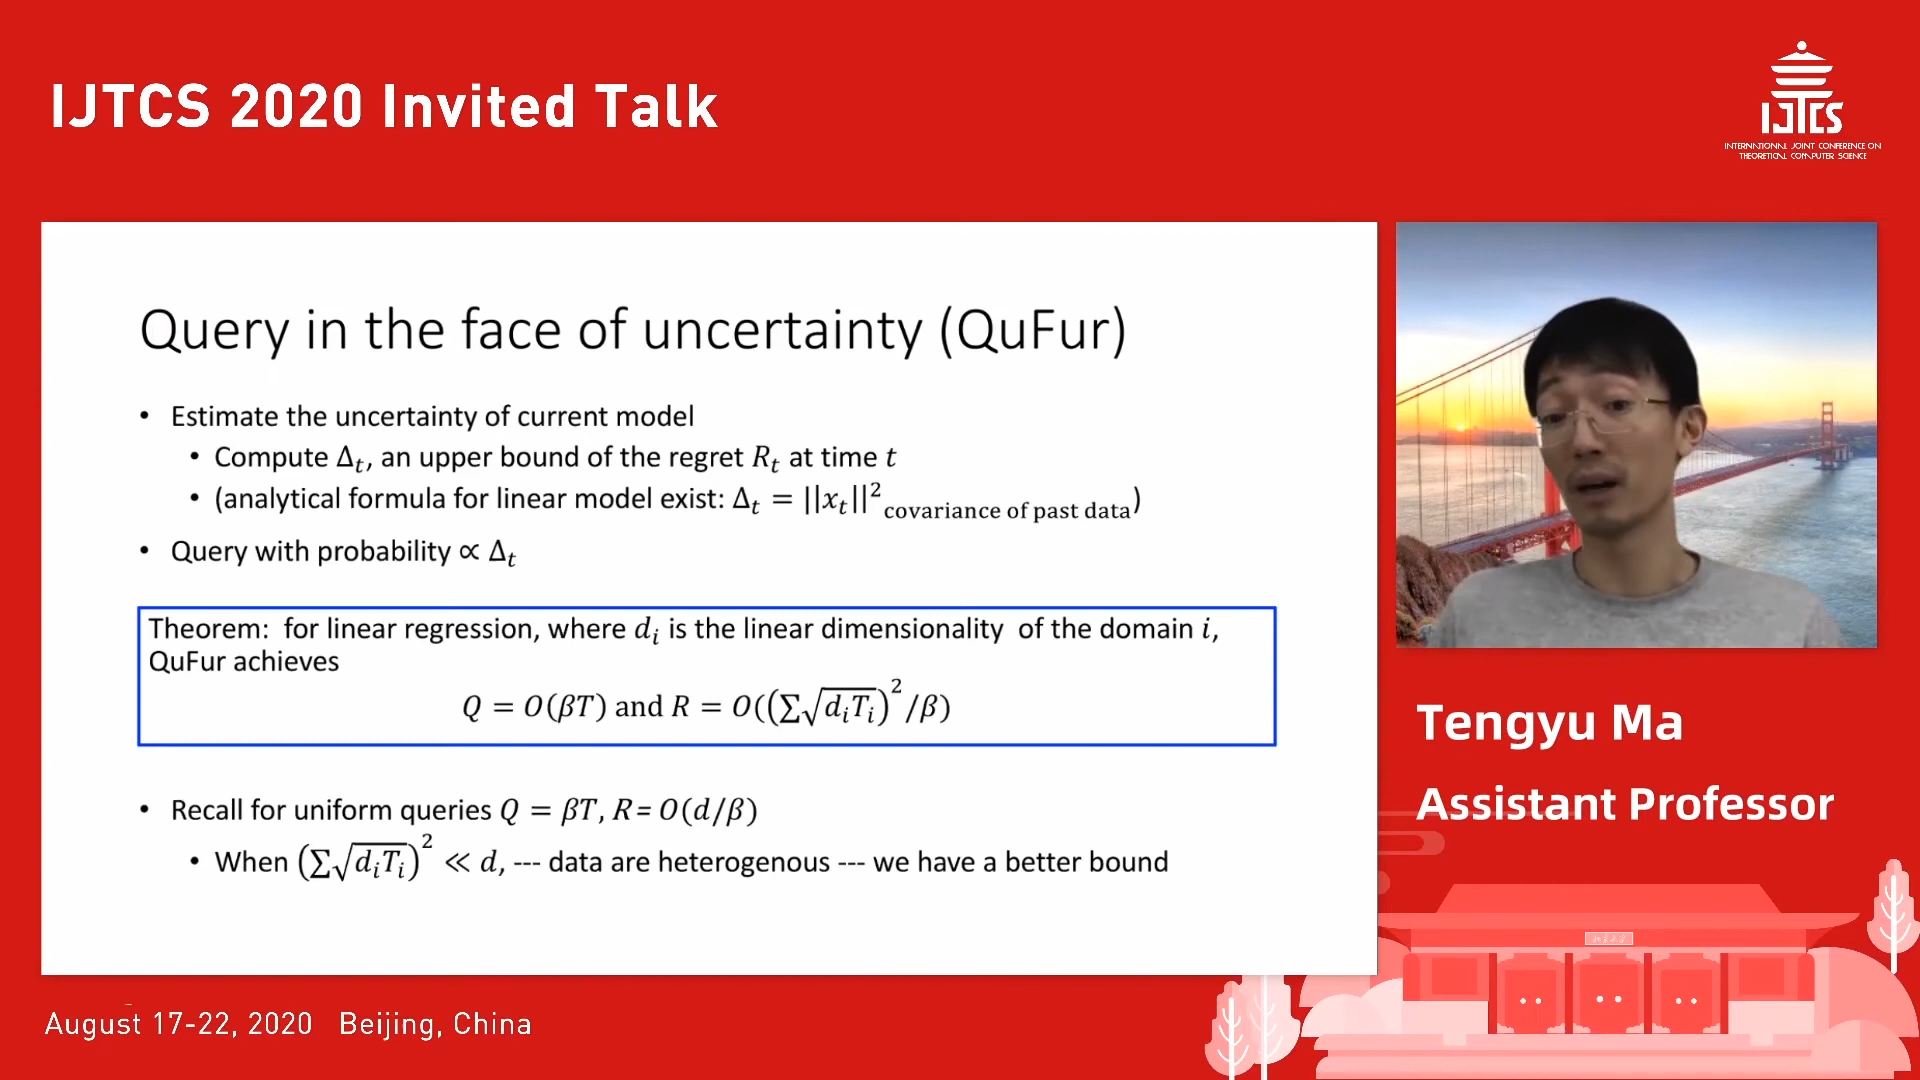 IJTCS 2020 Invited Talk
IJTCS
INTERNATIONAL JOINT CONFERENCE ON
THEORETICAL COMPUTER SCIENCE
Query in the face of uncertainty (QuFur)
• Estimate the uncertainty of current model
• Compute Δ_t, an upper bound of the regret R_t at time t
• (analytical formula for linear model exist: Δ_t = ||x_t||²_{covariance of past data})
• Query with probability ∝ Δ_t
Theorem: for linear regression, where d_i is the linear dimensionality of the domain i,
QuFur achieves
Q = O(βT) and R = O((∑√(d_iT_i))²/β)
• Recall for uniform queries Q = βT, R = O(d/β)
• When (∑√(d_iT_i))² ≪ d, --- data are heterogenous --- we have a better bound
Tengyu Ma
Assistant Professor
August 17-22, 2020 Beijing, China